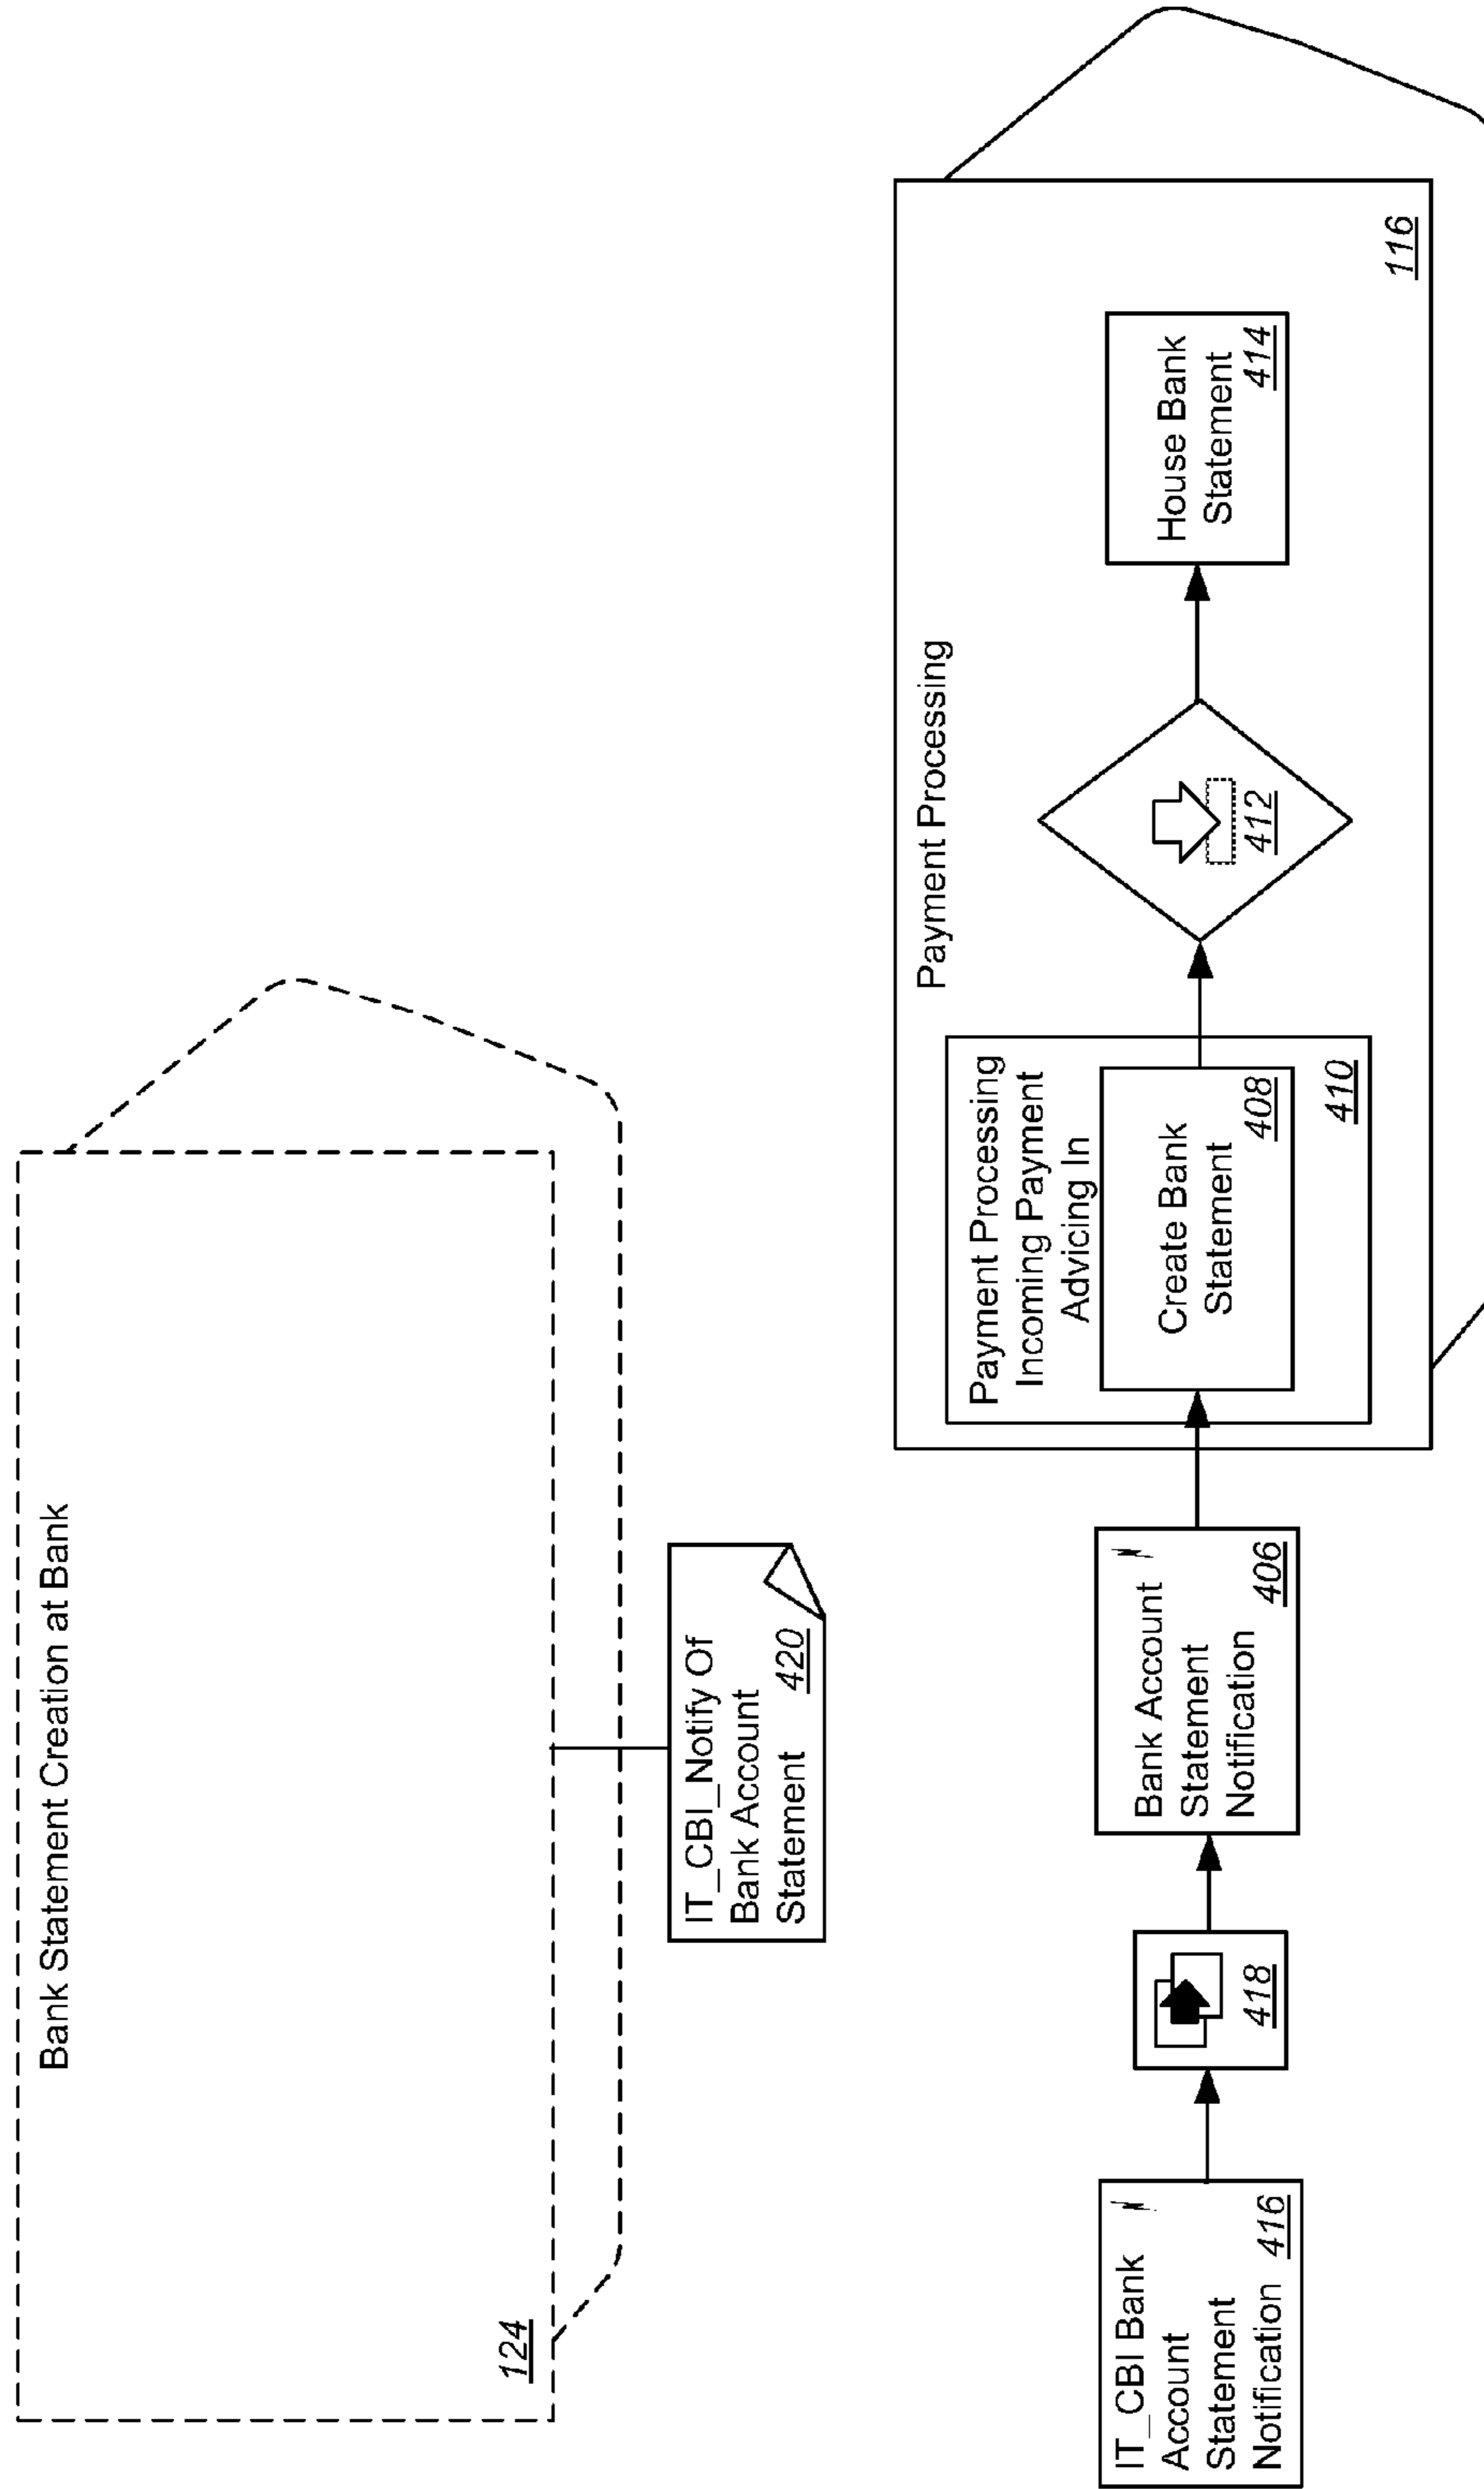 Bank Statement Creation at Bank
124
IT_CBI_Notify Of
Bank Account
Statement 420
IT_CBI Bank
Account
Statement
Notification 416
418
Bank Account
Statement
Notification
406
Payment Processing
Payment Processing
Incoming Payment
Advicing In
Create Bank
Statement
408
410
412
House Bank
Statement
414
116